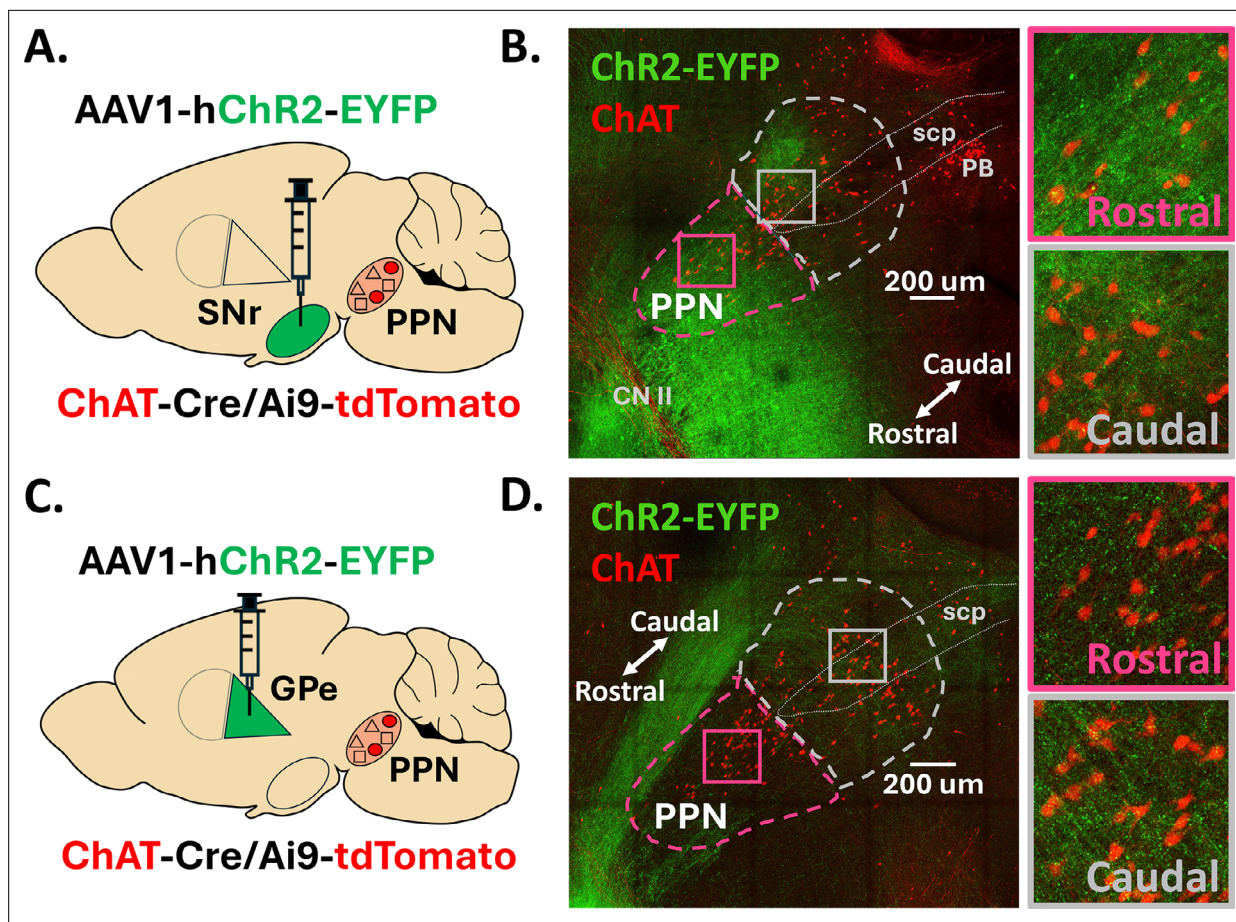 A.
AAV1-hChR2-EYFP
SNr
PPN
ChAT-Cre/Ai9-tdTomato
B.
ChR2-EYFP
ChAT
scp
PB
PPN
200 um
CN II
Caudal
Rostral
Rostral
Caudal
C.
AAV1-hChR2-EYFP
GPe
PPN
ChAT-Cre/Ai9-tdTomato
D.
ChR2-EYFP
ChAT
Caudal
Rostral
scp
PPN
200 um
Rostral
Caudal